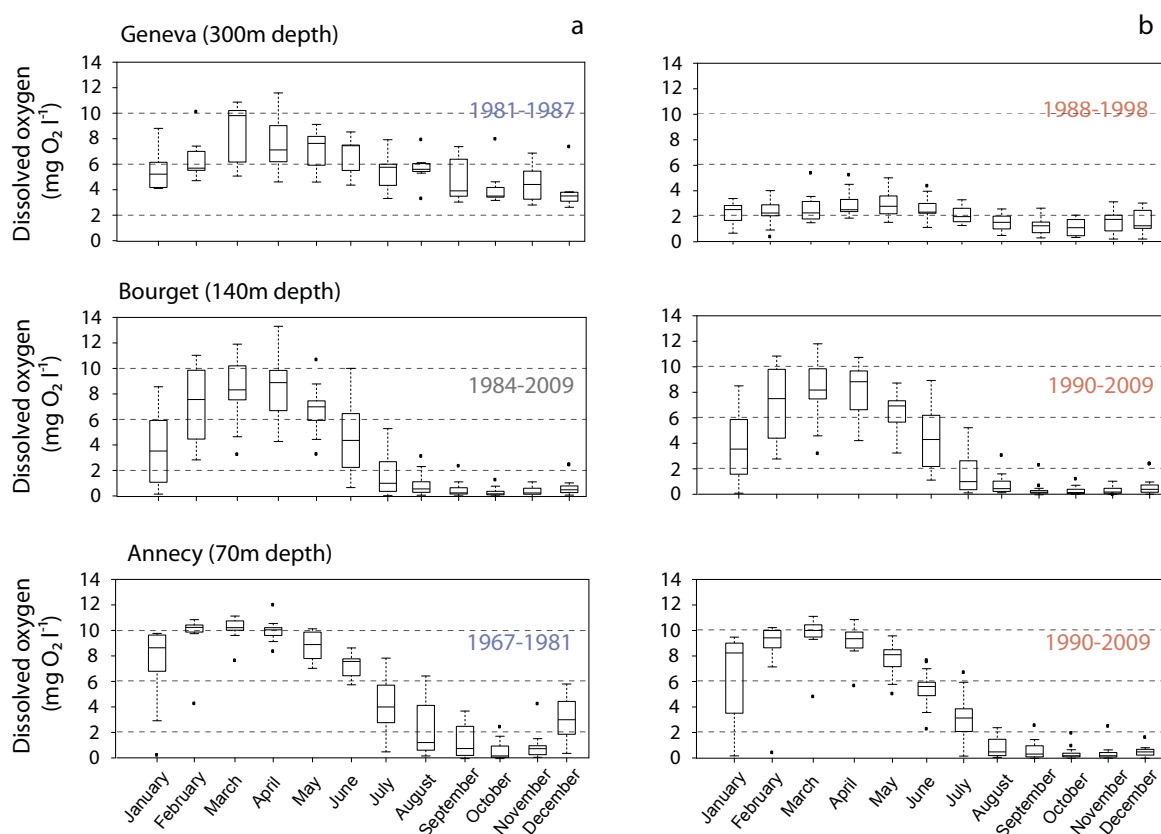 Geneva (300m depth)
a
b
Dissolved oxygen
(mg O₂ l⁻¹)
14
12
10
8
6
4
2
0
1981-1987
14
12
10
8
6
4
2
0
1988-1998
Bourget (140m depth)
Dissolved oxygen
(mg O₂ l⁻¹)
14
12
10
8
6
4
2
0
1984-2009
14
12
10
8
6
4
2
0
1990-2009
Annecy (70m depth)
Dissolved oxygen
(mg O₂ l⁻¹)
14
12
10
8
6
4
2
0
1967-1981
14
12
10
8
6
4
2
0
1990-2009
January
February
March
April
May
June
July
August
September
October
November
December
January
February
March
April
May
June
July
August
September
October
November
December